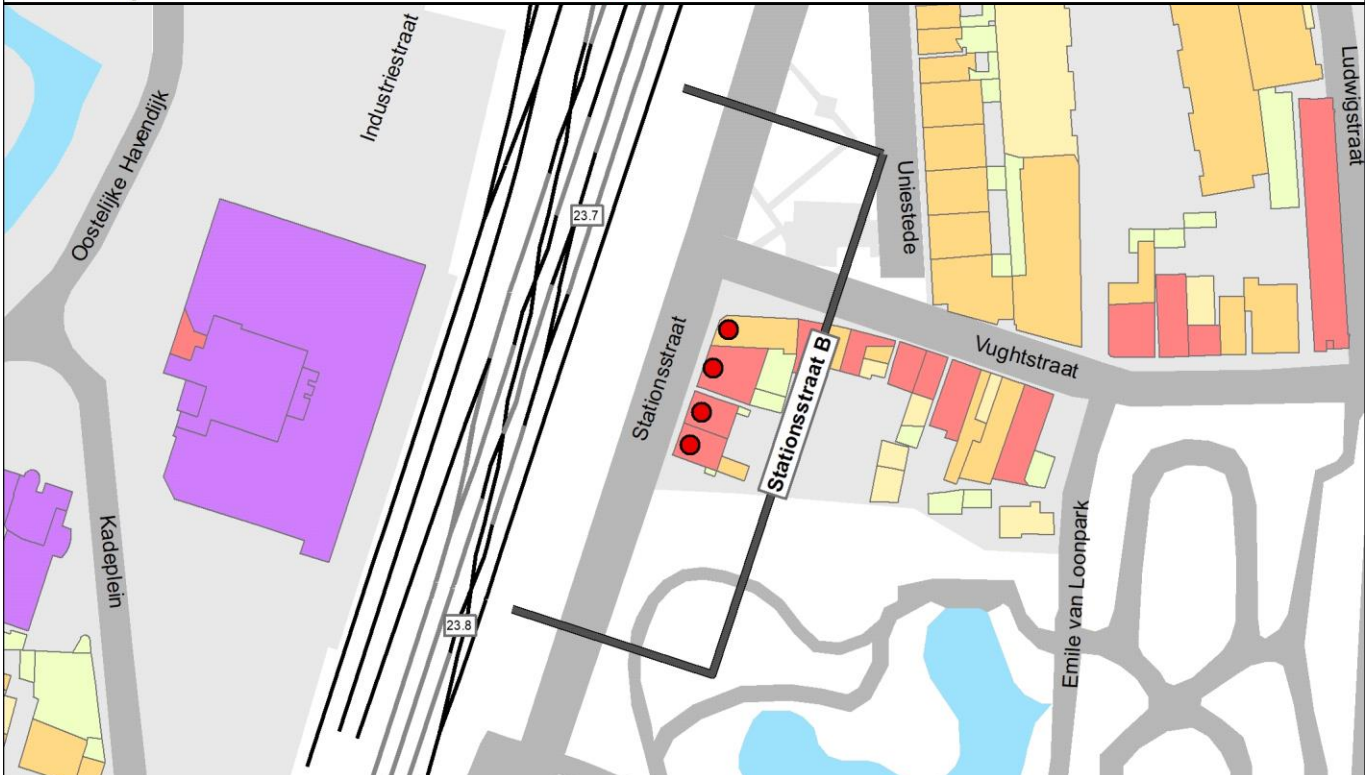 Industriestraat
Oostelijke Havendijk
Ludwigstraat
Uniestede
23.7
Stationsstraat
Vughtstraat
Stationsstraat B
Kadeplein
Emile van Loonpark
23.8